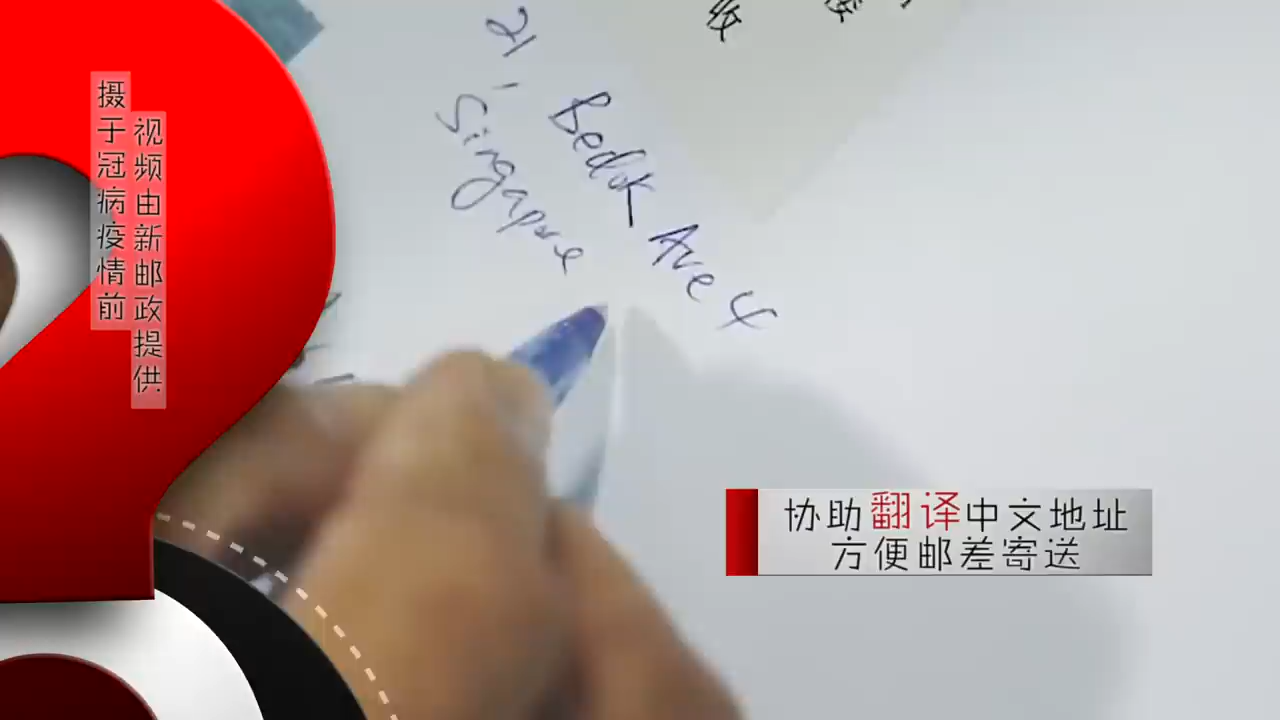 视频由新邮政提供
摄于冠病疫情前
收
21, Bedok Ave 4
Singapore
协助翻译中文地址
方便邮差寄送